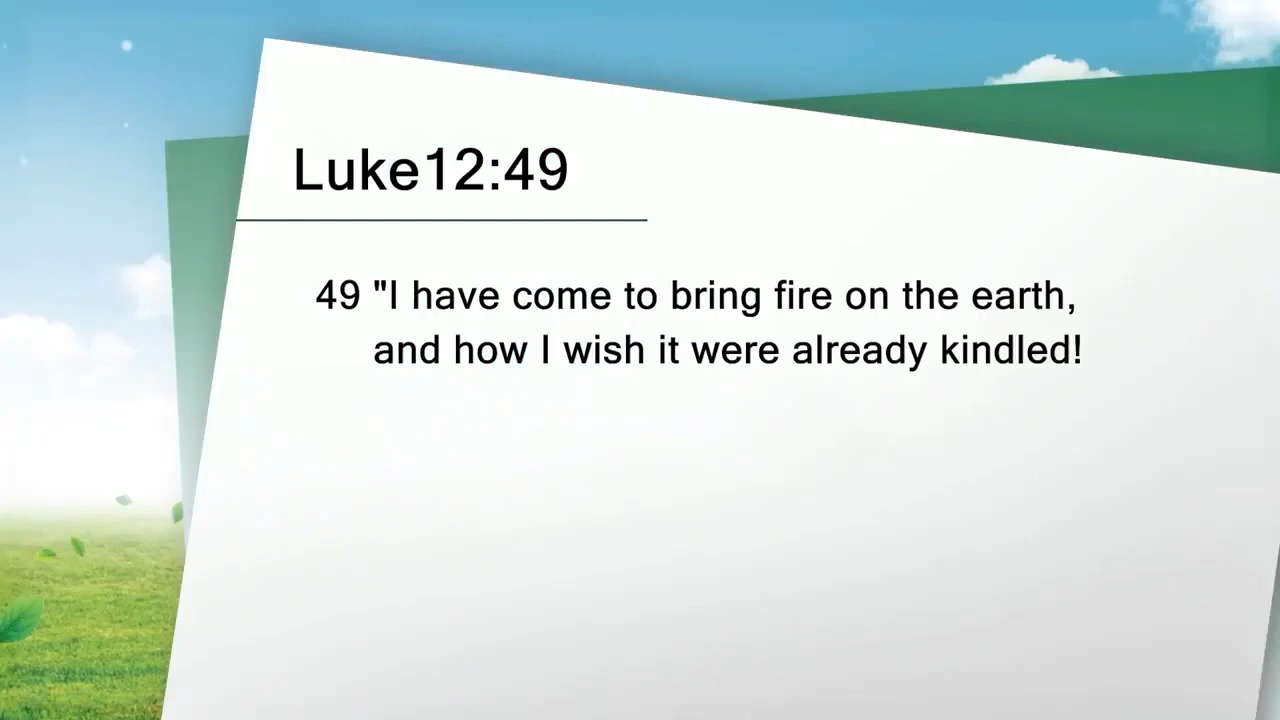 Luke12:49
49 "I have come to bring fire on the earth,
and how I wish it were already kindled!